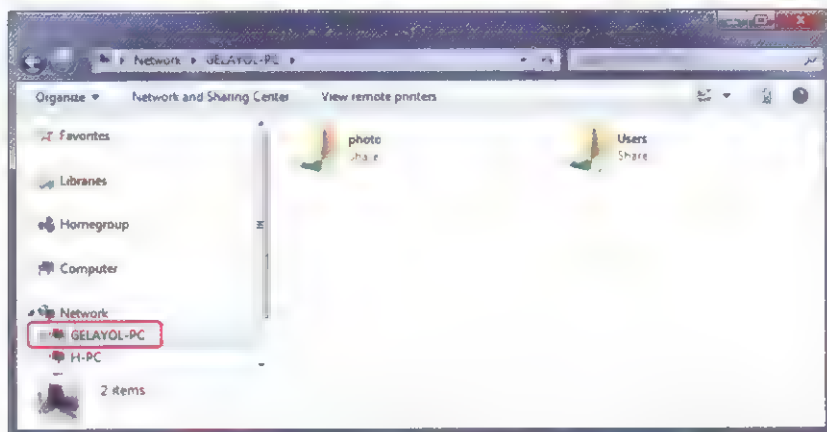 Network ▸ GELAYOL-PC ▸
Organize ▾ Network and Sharing Center View remote printers
Favorites
Libraries
Homegroup
Computer
Network
GELAYOL-PC
H-PC
photo
Share
Users
Share
2 items